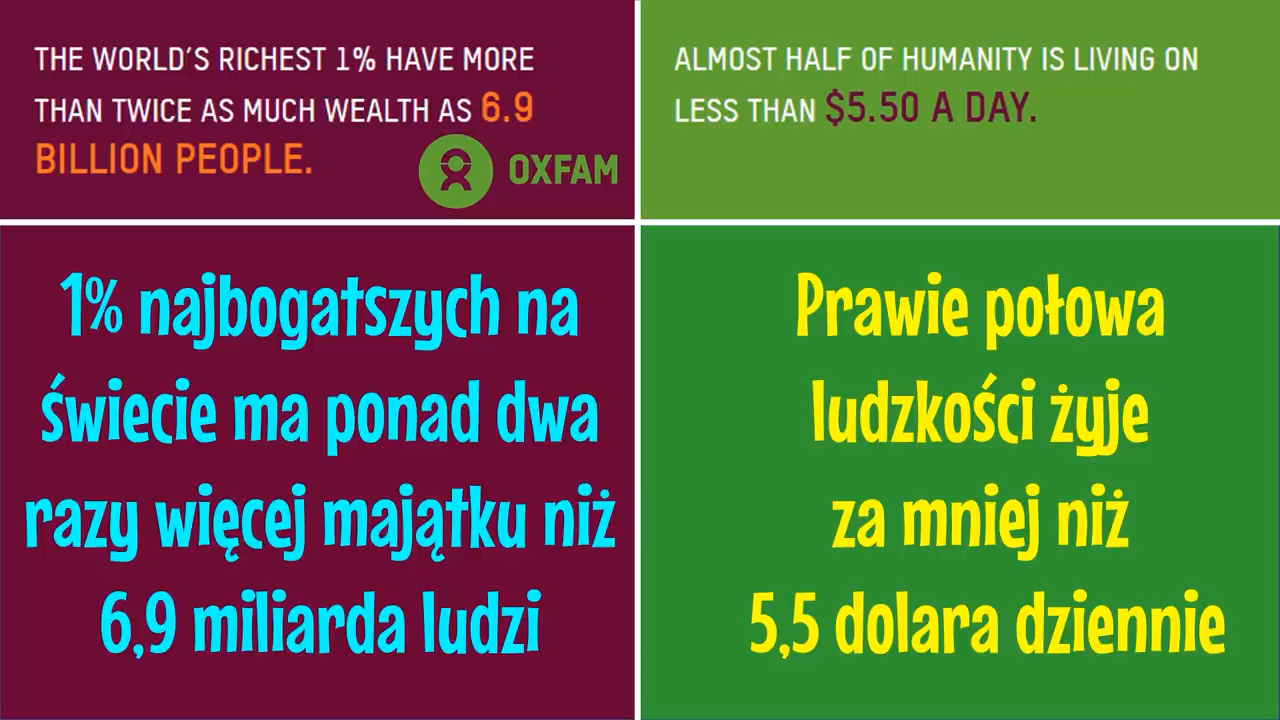 THE WORLD'S RICHEST 1% HAVE MORE
THAN TWICE AS MUCH WEALTH AS 6.9
BILLION PEOPLE.
OXFAM
ALMOST HALF OF HUMANITY IS LIVING ON
LESS THAN $5.50 A DAY.
1% najbogatszych na
świecie ma ponad dwa
razy więcej majątku niż
6,9 miliarda ludzi
Prawie połowa
ludzkości żyje
za mniej niż
5,5 dolara dziennie